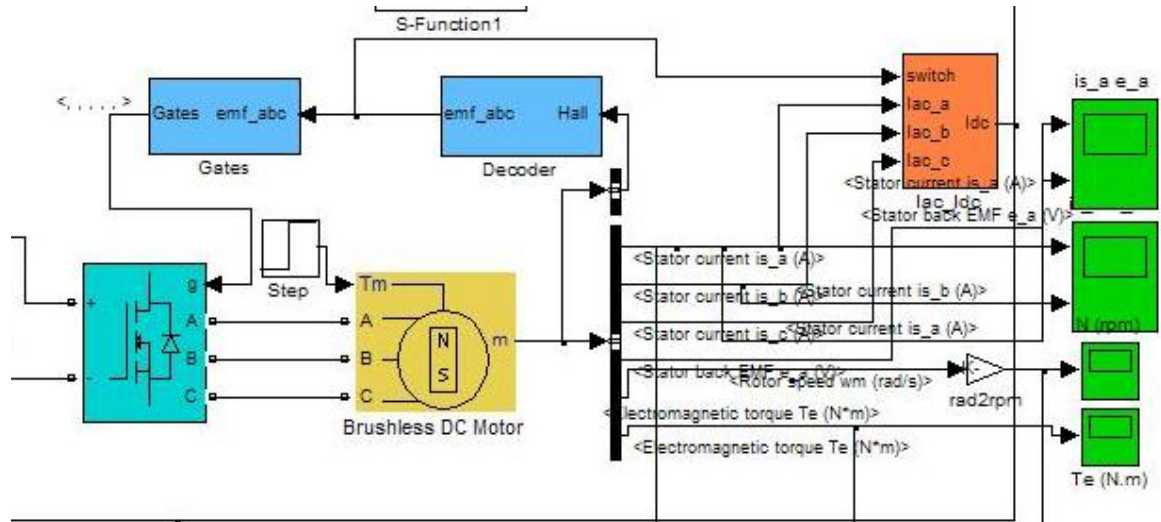 S-Function1
switch
Iac_a
Iac_b
Iac_c
Idc
Iac_Idc
is_a e_a
<, , , , , >
Gates emf_abc
Gates
emf_abc Hall
Decoder
<Stator current is_a (A)>
<Stator back EMF e_a (V)>
g
+
A
B
-
C
Step
Tm
A
B
C
N
S
m
Brushless DC Motor
<Stator current is_a (A)>
<Stator current is_b (A)>
<Stator current is_b (A)>
<Stator current is_c (A)>
<Stator current is_a (A)>
N (rpm)
<Stator back EMF e_a (V)>
<Rotor speed wm (rad/s)>
rad2rpm
<Electromagnetic torque Te (N*m)>
<Electromagnetic torque Te (N*m)>
Te (N.m)